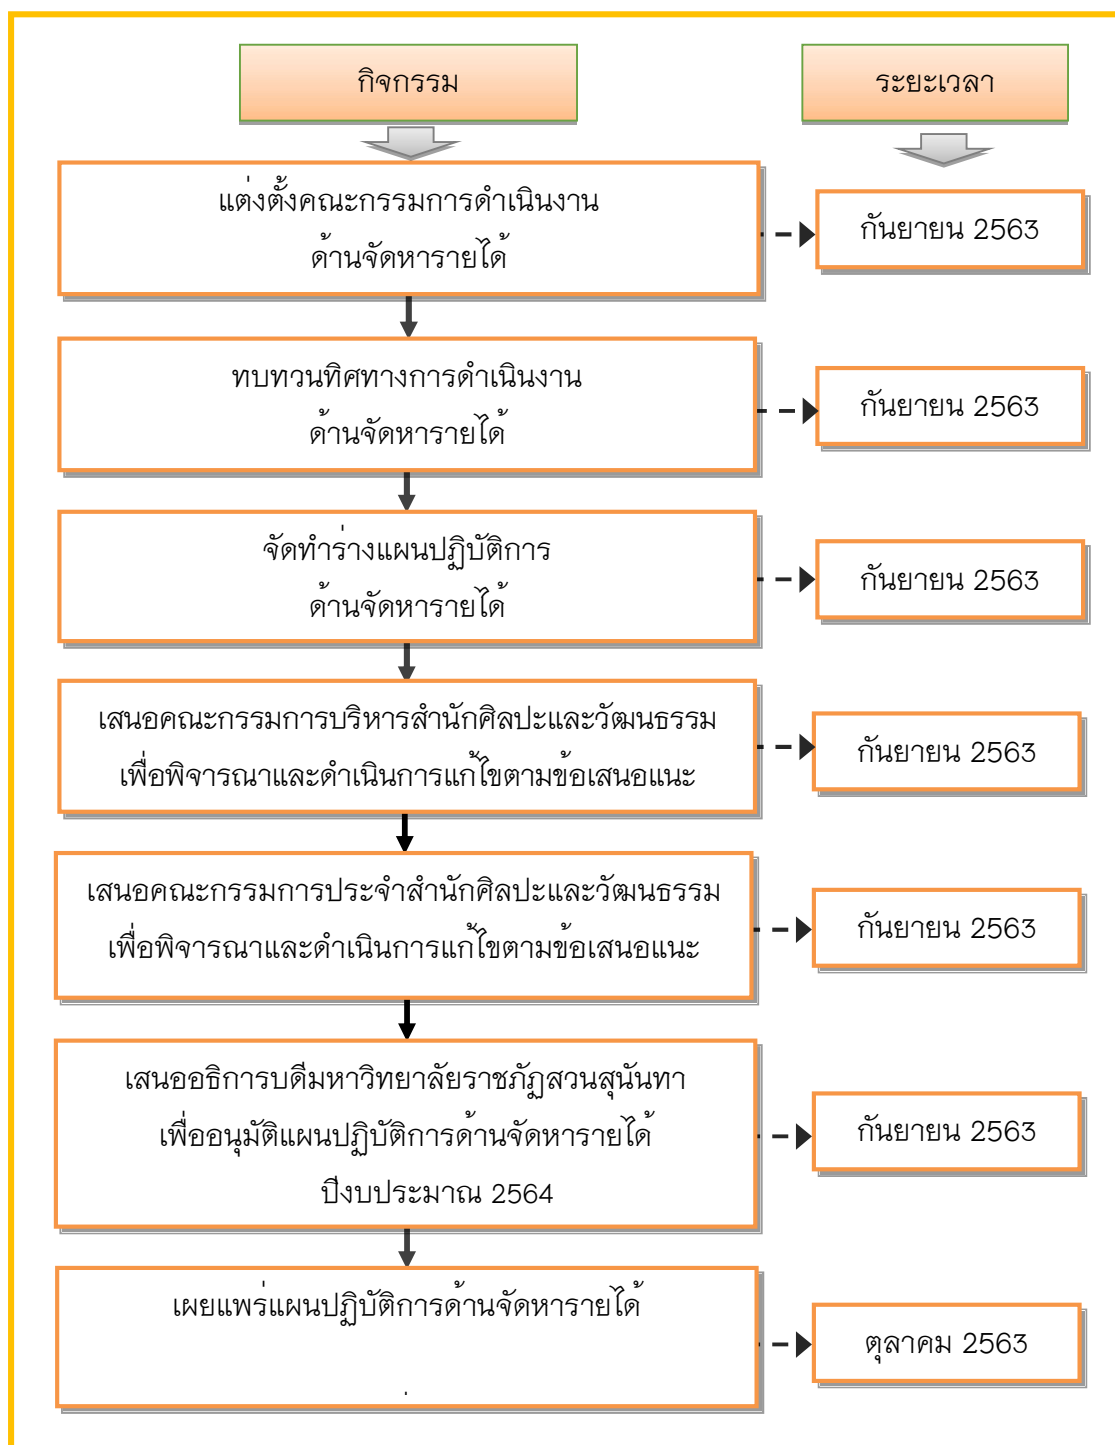 กิจกรรม
ระยะเวลา
แต่งตั้งคณะกรรมการดำเนินงาน
ด้านจัดหารายได้
กันยายน 2563
ทบทวนทิศทางการดำเนินงาน
ด้านจัดหารายได้
กันยายน 2563
จัดทำร่างแผนปฏิบัติการ
ด้านจัดหารายได้
กันยายน 2563
เสนอคณะกรรมการบริหารสำนักศิลปะและวัฒนธรรม
เพื่อพิจารณาและดำเนินการแก้ไขตามข้อเสนอแนะ
กันยายน 2563
เสนอคณะกรรมการประจำสำนักศิลปะและวัฒนธรรม
เพื่อพิจารณาและดำเนินการแก้ไขตามข้อเสนอแนะ
กันยายน 2563
เสนออธิการบดีมหาวิทยาลัยราชภัฏสวนสุนันทา
เพื่ออนุมัติแผนปฏิบัติการด้านจัดหารายได้
ปีงบประมาณ 2564
กันยายน 2563
เผยแพร่แผนปฏิบัติการด้านจัดหารายได้
ตุลาคม 2563